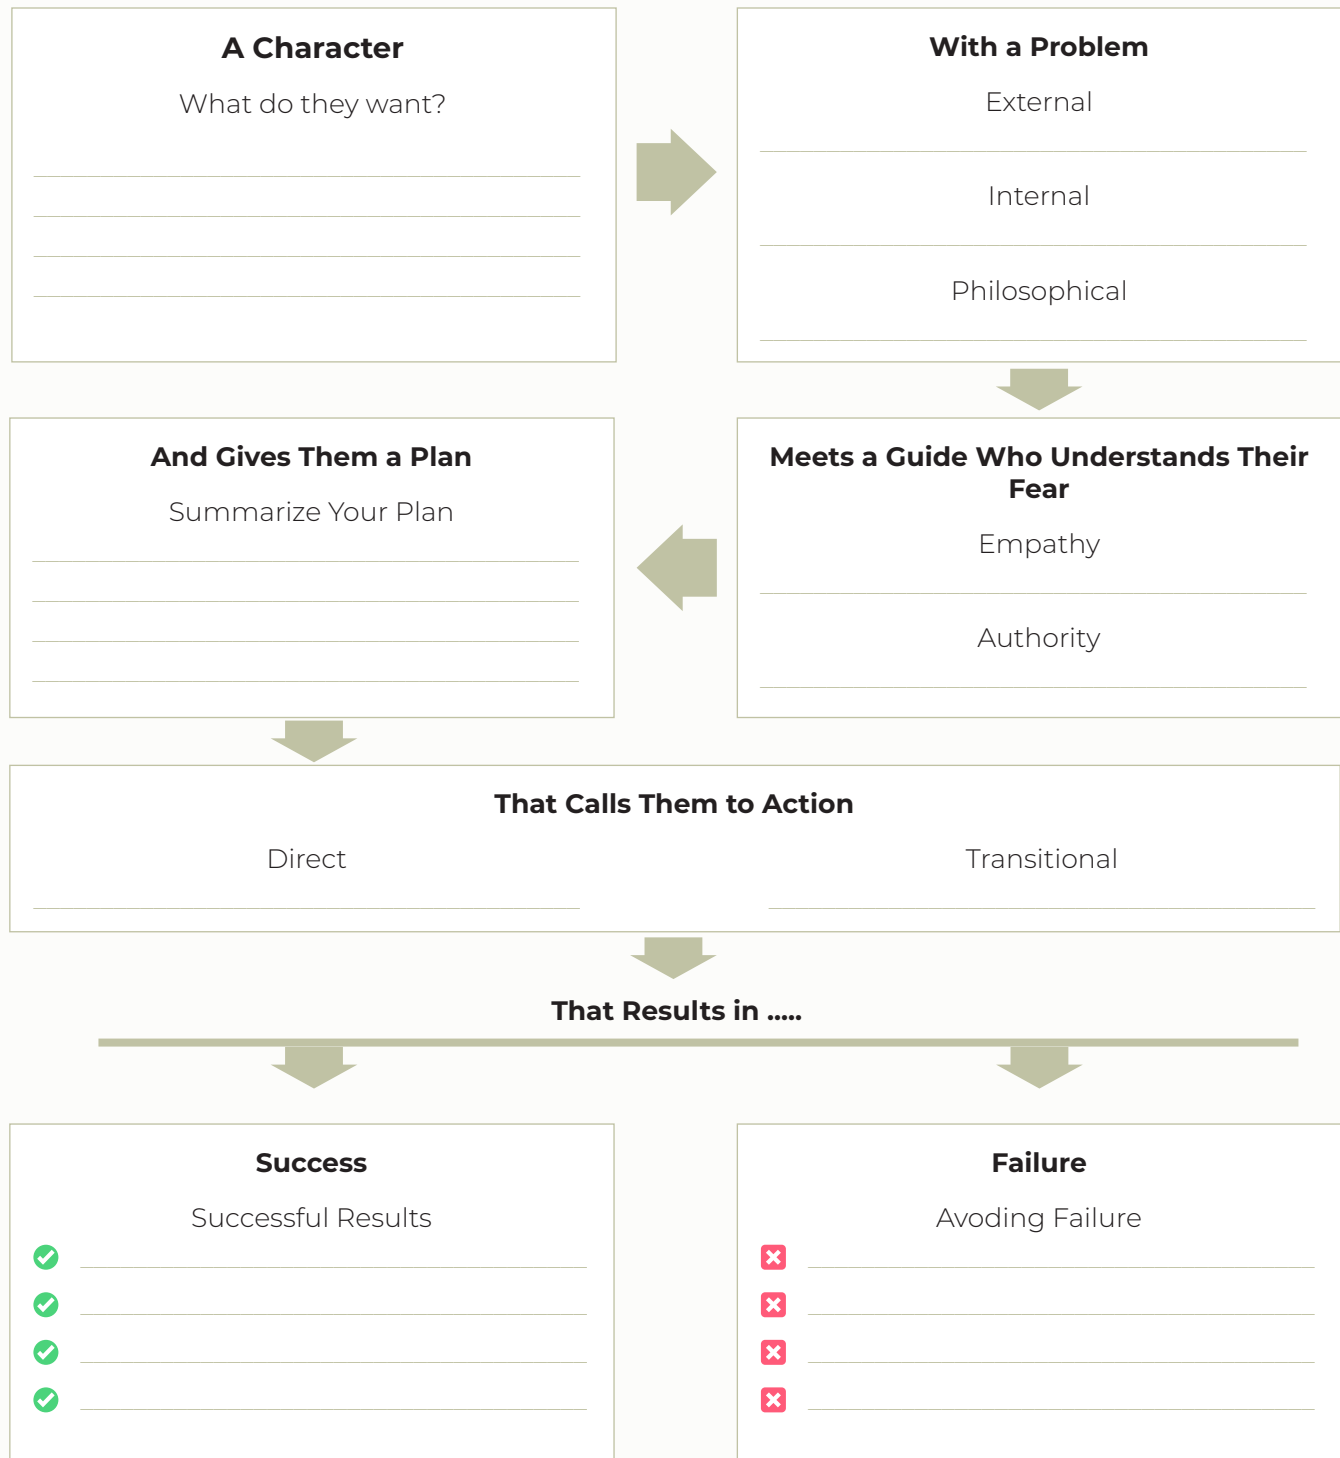 A Character
What do they want?
With a Problem
External
Internal
Philosophical
Meets a Guide Who Understands Their
Fear
Empathy
Authority
And Gives Them a Plan
Summarize Your Plan
That Calls Them to Action
Direct
Transitional
That Results in .....
Success
Successful Results
Failure
Avoding Failure